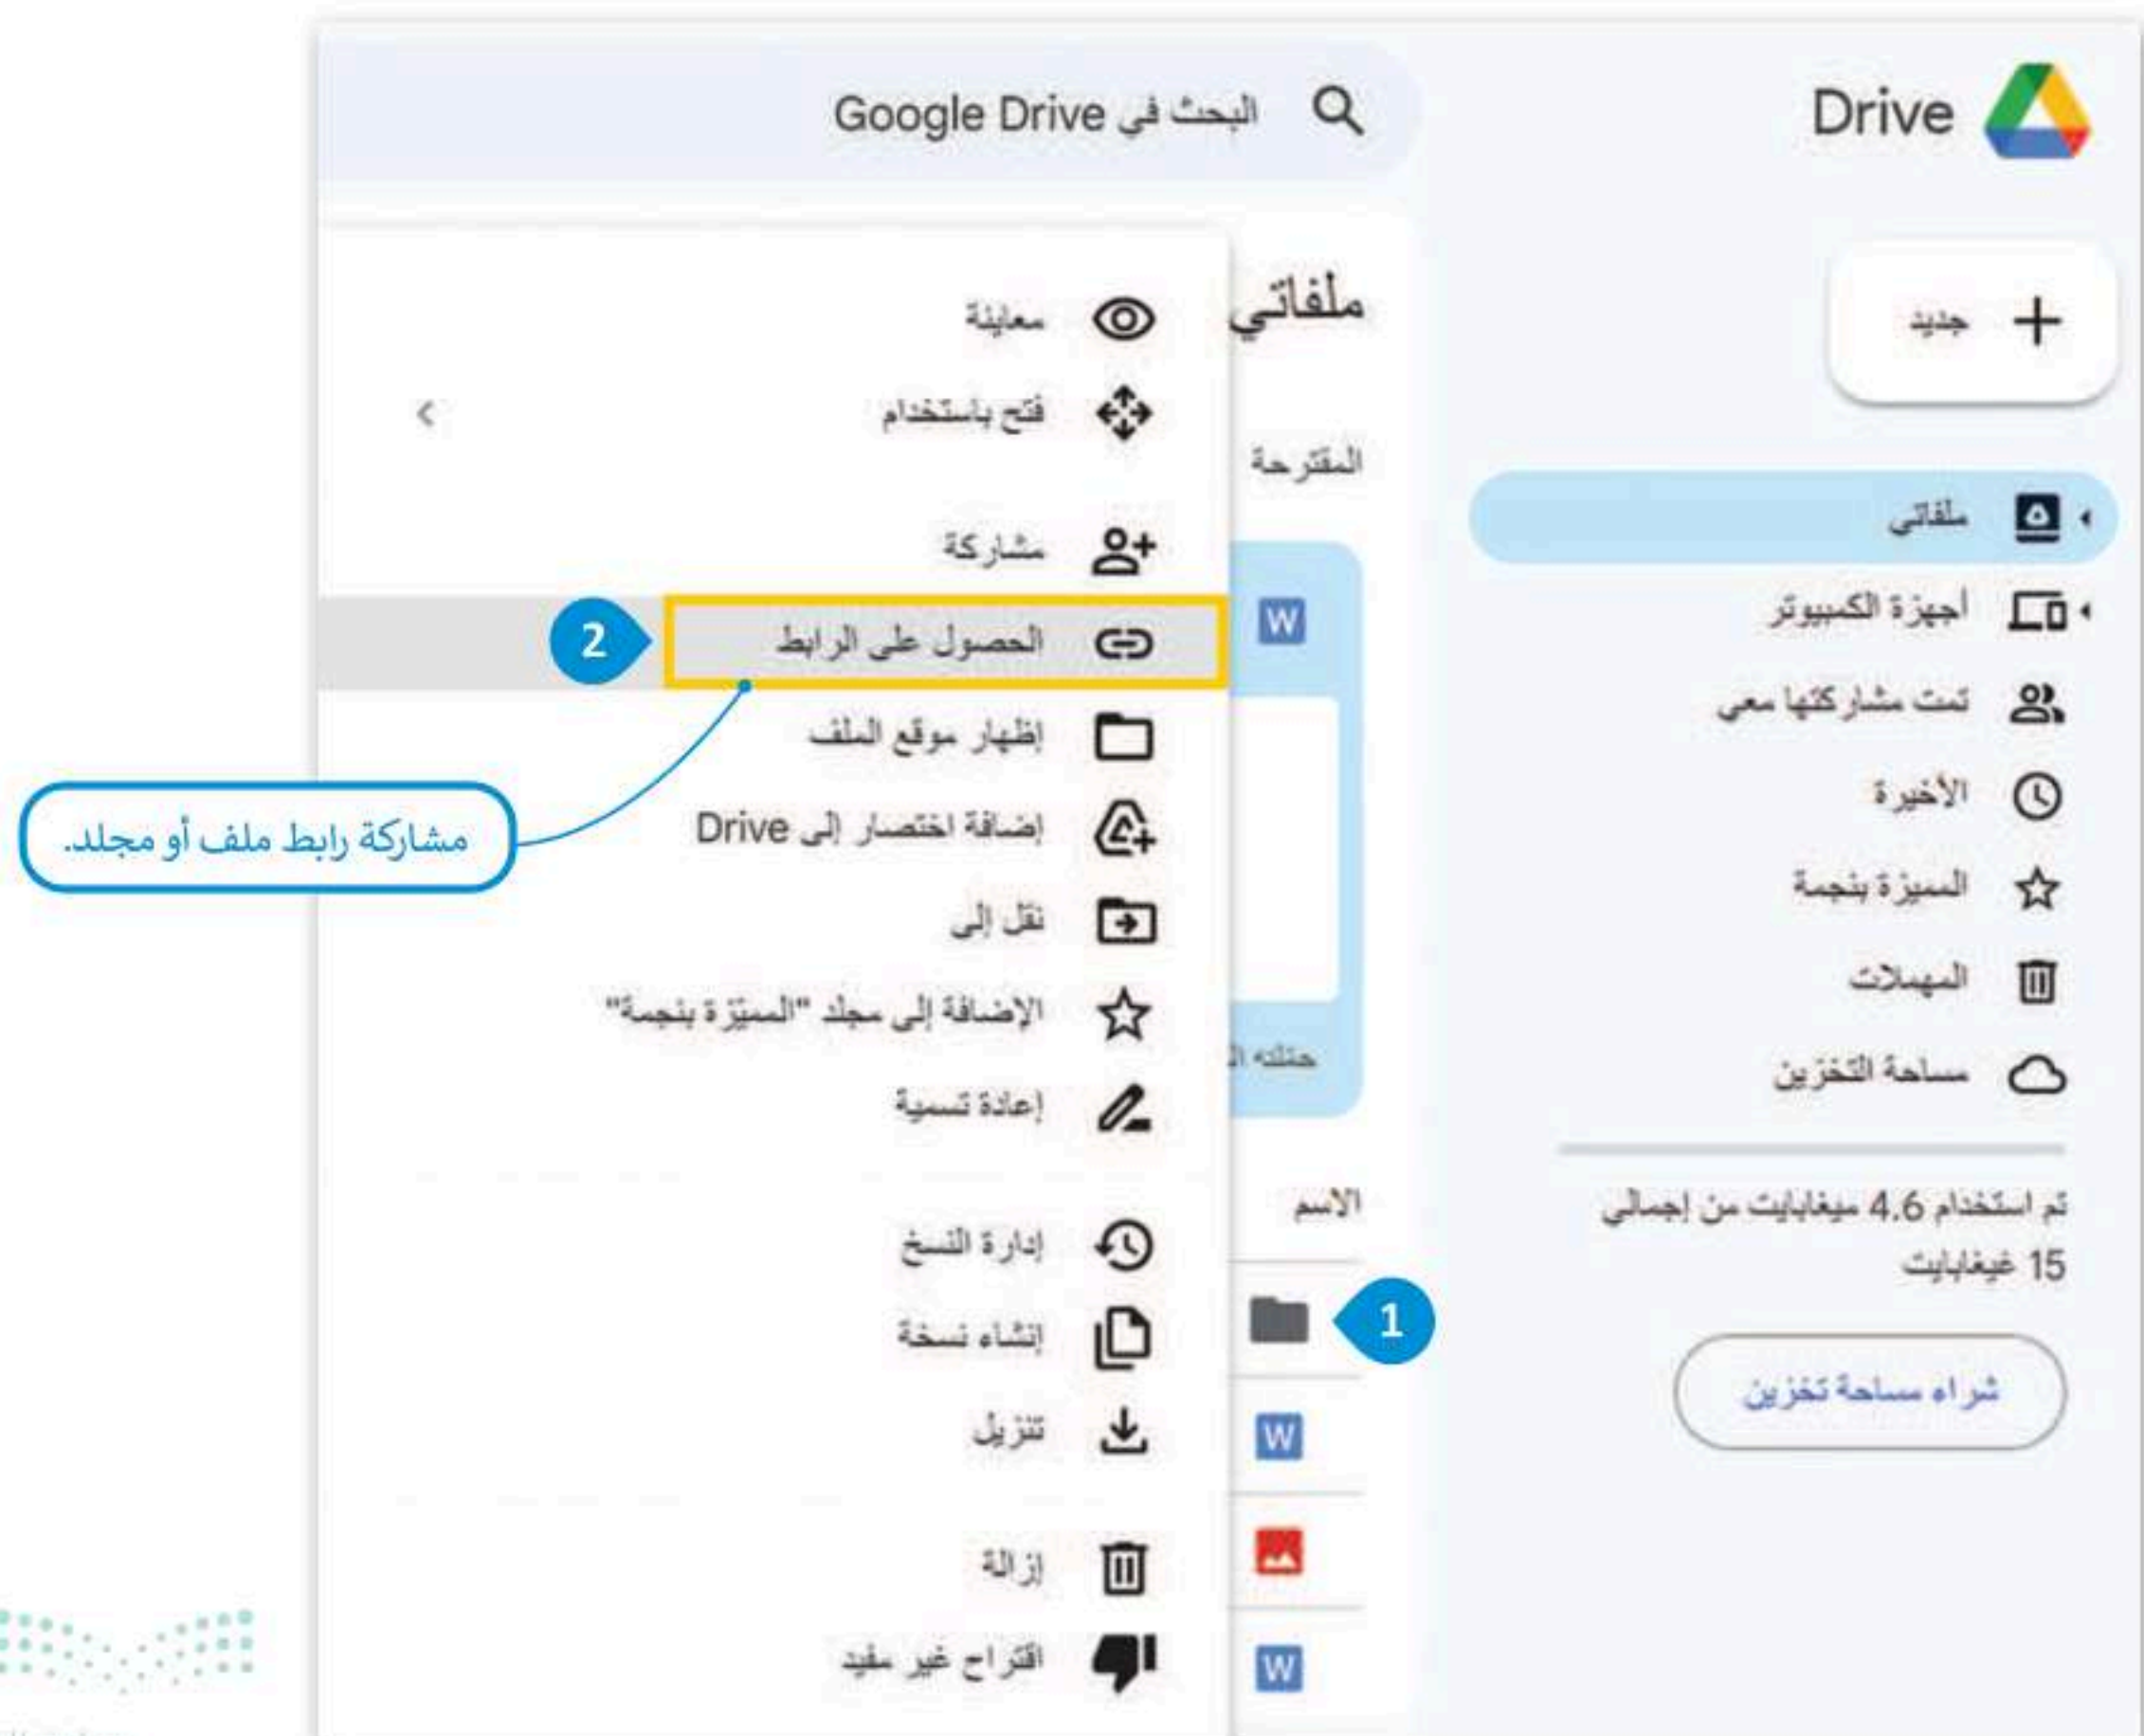 Drive
البحث في Google Drive
جديد
ملفاتي
أجهزة الكمبيوتر
تمت مشاركتها معي
الأخيرة
المميزة بنجمة
المهملات
مساحة التخزين
تم استخدام 4.6 ميغابايت من إجمالي
15 غيغابايت
شراء مساحة تخزين
ملفاتي
المقترحة
W
الاسم
1
W
W
معاينة
فتح باستخدام
مشاركة
الحصول على الرابط
2
إظهار موقع الملف
إضافة اختصار إلى Drive
نقل إلى
الإضافة إلى مجلد "المميّزة بنجمة"
إعادة تسمية
إدارة النسخ
إنشاء نسخة
تنزيل
إزالة
اقتراح غير مفيد
مشاركة رابط ملف أو مجلد.